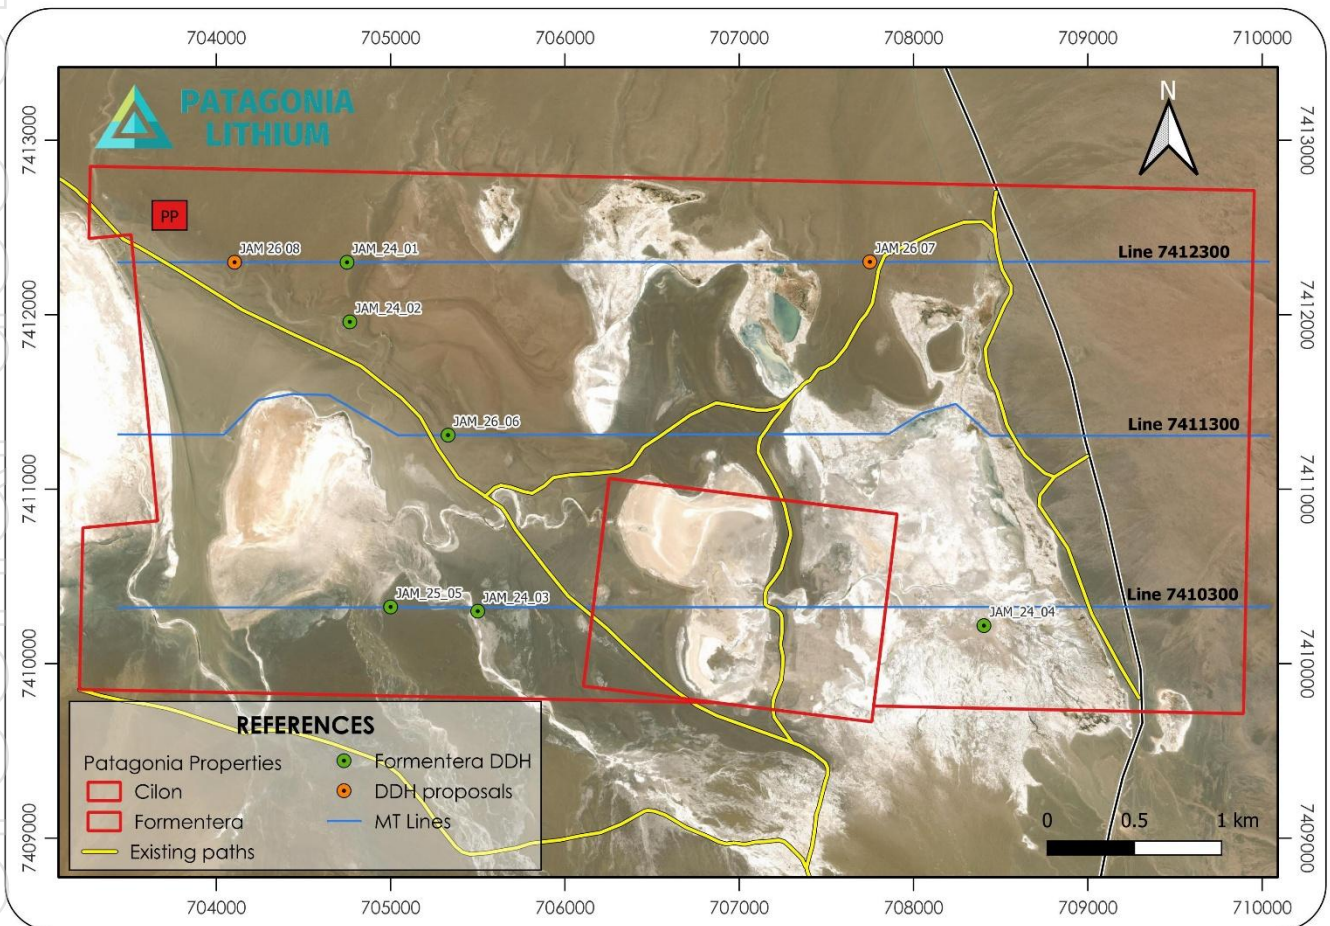 704000 705000 706000 707000 708000 709000 710000
PATAGONIA
LITHIUM
N
7413000
7413000
PP
JAM 26 08
JAM_24_01
JAM 26 07
Line 7412300
7412000
7412000
JAM_24_02
JAM_26_06
Line 7411300
7411000
7411000
JAM_25_05
JAM_24_03
Line 7410300
JAM_24_04
7410000
7410000
REFERENCES
Patagonia Properties
Cilon
Formentera
Existing paths
Formentera DDH
DDH proposals
MT Lines
0 0.5 1 km
7409000
7409000
704000 705000 706000 707000 708000 709000 710000